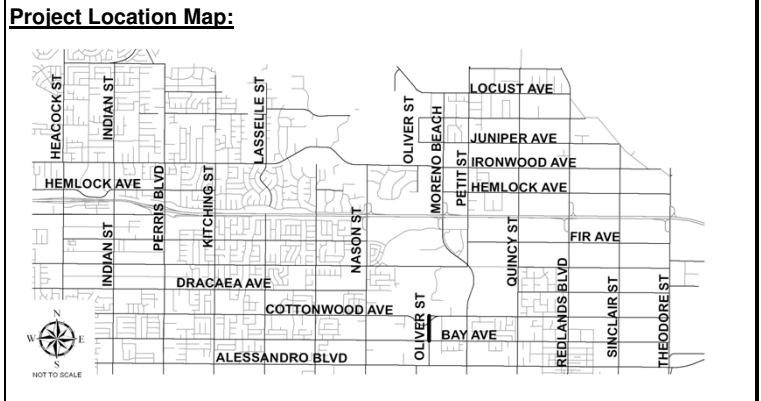 Project Location Map:
HEACOCK ST
INDIAN ST
LASSELLE ST
OLIVER ST
MORENO BEACH
LOCUST AVE
JUNIPER AVE
PETIT ST
IRONWOOD AVE
HEMLOCK AVE
PERRIS BLVD
KITCHING ST
HEMLOCK AVE
INDIAN ST
NASON ST
QUINCY ST
FIR AVE
DRACAEA AVE
COTTONWOOD AVE
OLIVER ST
BAY AVE
REDLANDS BLVD
SINCLAIR ST
THEODORE ST
ALESSANDRO BLVD
N
W E
S
NOT TO SCALE